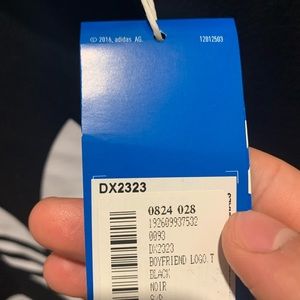 © 2016, adidas AG. 12012503
DX2323
0824 028
192609937532
0093
DX2323
BOYFRIEND LOGO T
BLACK
NOIR